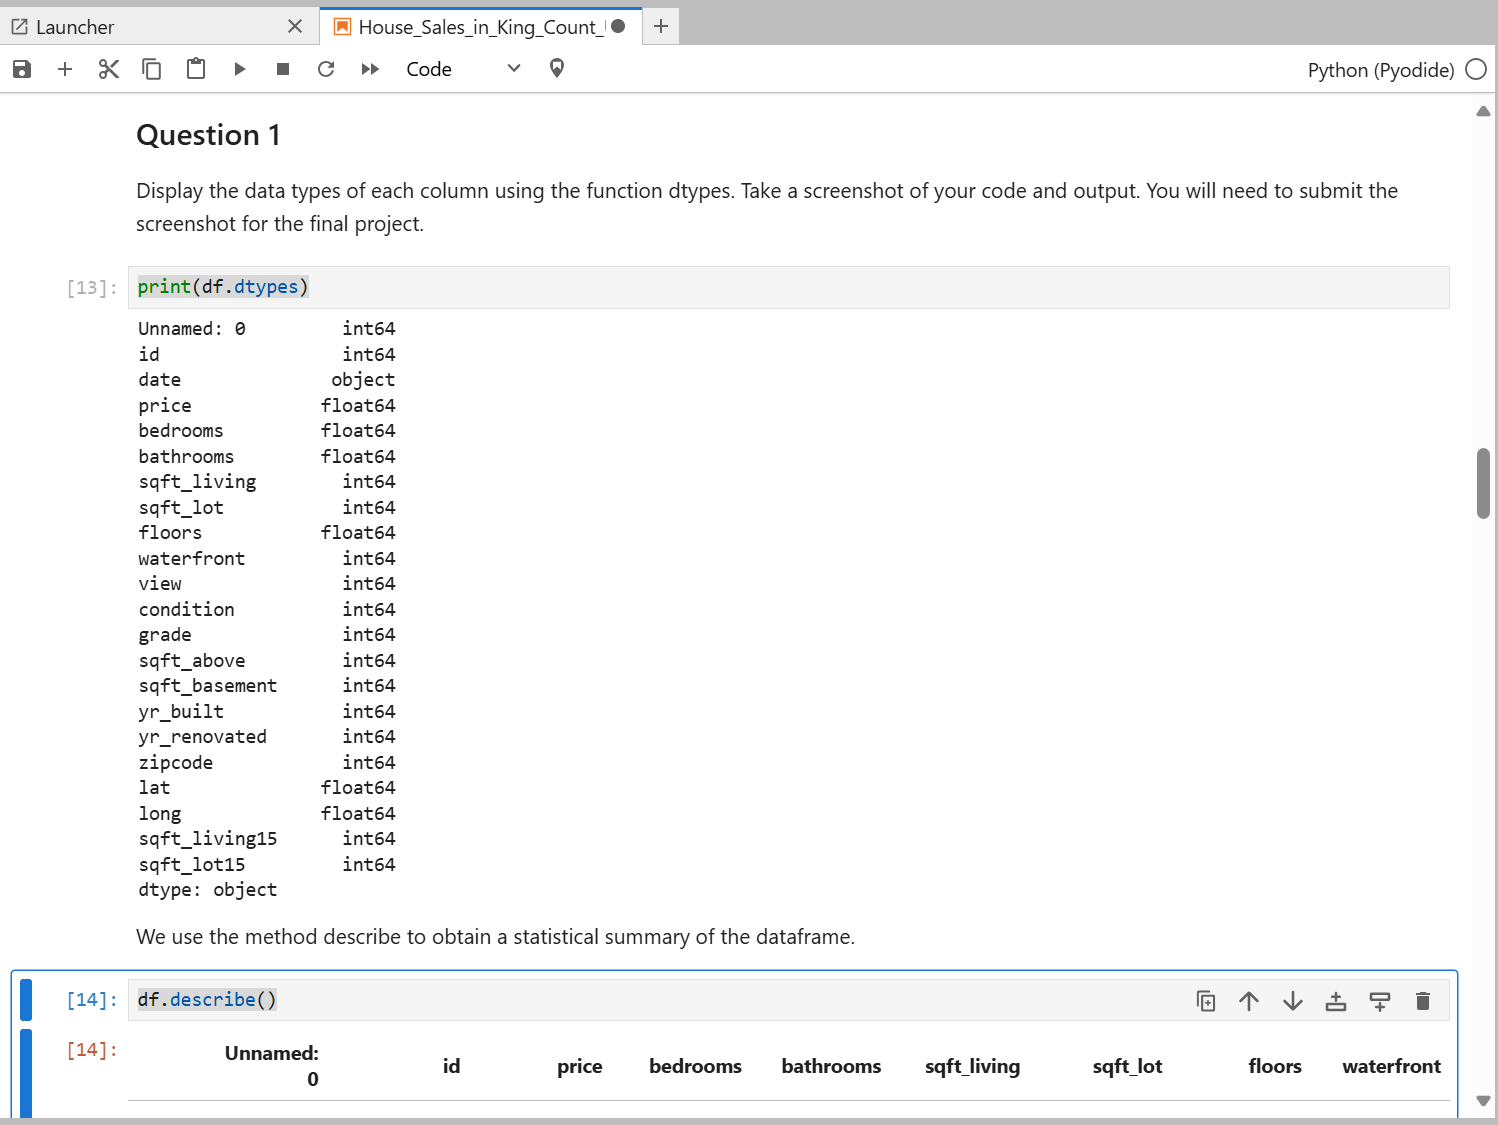 Launcher
House_Sales_in_King_Count_
Code
Python (Pyodide)
Question 1
Display the data types of each column using the function dtypes. Take a screenshot of your code and output. You will need to submit the
screenshot for the final project.
[13]: print(df.dtypes)
Unnamed: 0 int64
id int64
date object
price float64
bedrooms float64
bathrooms float64
sqft_living int64
sqft_lot int64
floors float64
waterfront int64
view int64
condition int64
grade int64
sqft_above int64
sqft_basement int64
yr_built int64
yr_renovated int64
zipcode int64
lat float64
long float64
sqft_living15 int64
sqft_lot15 int64
dtype: object
We use the method describe to obtain a statistical summary of the dataframe.
[14]: df.describe()
[14]: Unnamed: 0 id price bedrooms bathrooms sqft_living sqft_lot floors waterfront